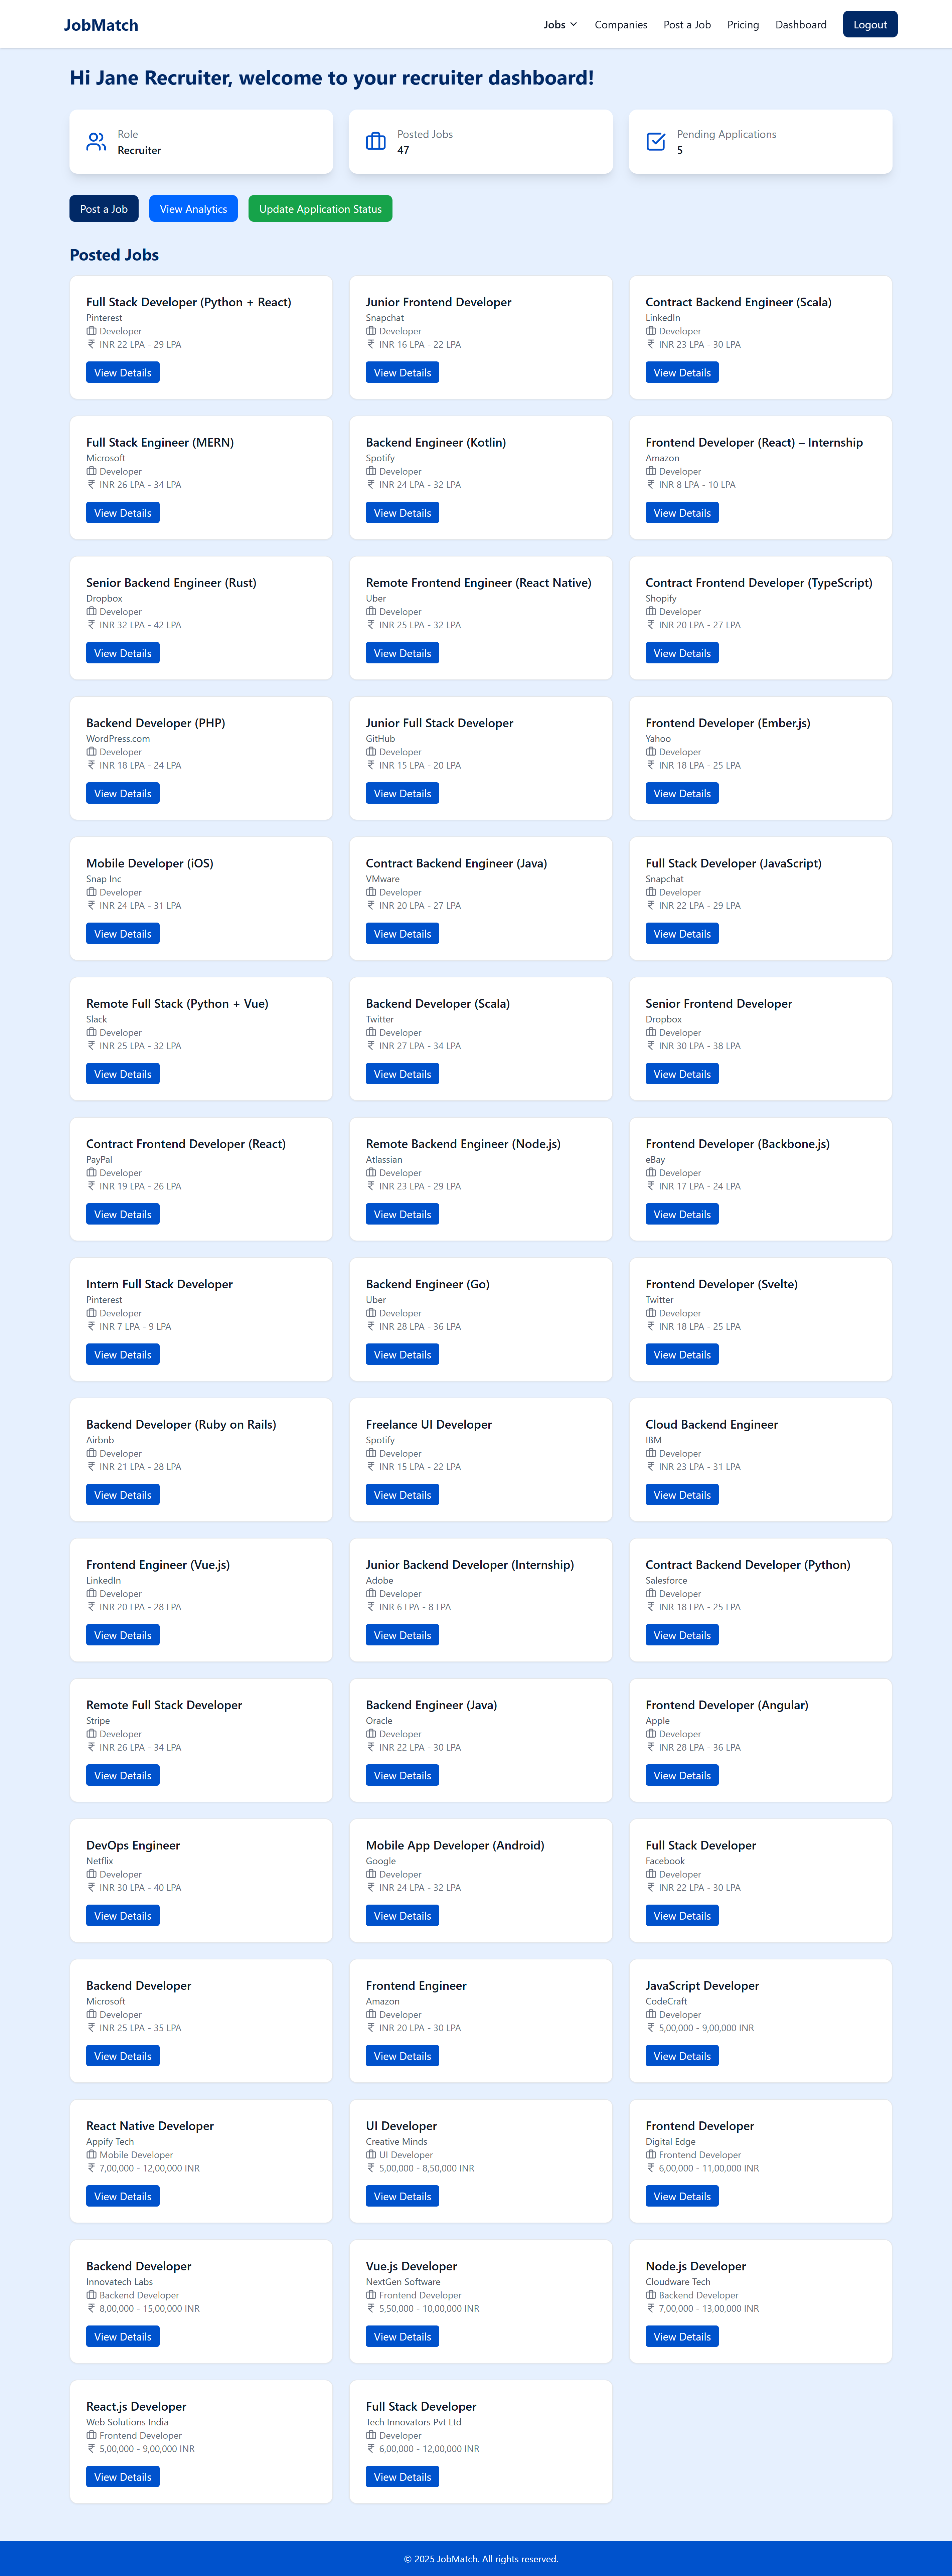 JobMatch
Jobs
Companies
Post a Job
Pricing
Dashboard
Logout
Hi Jane Recruiter, welcome to your recruiter dashboard!
Role
Recruiter
Posted Jobs
47
Pending Applications
5
Post a Job
View Analytics
Update Application Status
Posted Jobs
Full Stack Developer (Python + React)
Pinterest
Developer
₹ INR 22 LPA - 29 LPA
View Details
Junior Frontend Developer
Snapchat
Developer
₹ INR 16 LPA - 22 LPA
View Details
Contract Backend Engineer (Scala)
LinkedIn
Developer
₹ INR 23 LPA - 30 LPA
View Details
Full Stack Engineer (MERN)
Microsoft
Developer
₹ INR 26 LPA - 34 LPA
View Details
Backend Engineer (Kotlin)
Spotify
Developer
₹ INR 24 LPA - 32 LPA
View Details
Frontend Developer (React) – Internship
Amazon
Developer
₹ INR 8 LPA - 10 LPA
View Details
Senior Backend Engineer (Rust)
Dropbox
Developer
₹ INR 32 LPA - 42 LPA
View Details
Remote Frontend Engineer (React Native)
Uber
Developer
₹ INR 25 LPA - 32 LPA
View Details
Contract Frontend Developer (TypeScript)
Shopify
Developer
₹ INR 20 LPA - 27 LPA
View Details
Backend Developer (PHP)
WordPress.com
Developer
₹ INR 18 LPA - 24 LPA
View Details
Junior Full Stack Developer
GitHub
Developer
₹ INR 15 LPA - 20 LPA
View Details
Frontend Developer (Ember.js)
Yahoo
Developer
₹ INR 18 LPA - 25 LPA
View Details
Mobile Developer (iOS)
Snap Inc
Developer
₹ INR 24 LPA - 31 LPA
View Details
Contract Backend Engineer (Java)
VMware
Developer
₹ INR 20 LPA - 27 LPA
View Details
Full Stack Developer (JavaScript)
Snapchat
Developer
₹ INR 22 LPA - 29 LPA
View Details
Remote Full Stack (Python + Vue)
Slack
Developer
₹ INR 25 LPA - 32 LPA
View Details
Backend Developer (Scala)
Twitter
Developer
₹ INR 27 LPA - 34 LPA
View Details
Senior Frontend Developer
Dropbox
Developer
₹ INR 30 LPA - 38 LPA
View Details
Contract Frontend Developer (React)
PayPal
Developer
₹ INR 19 LPA - 26 LPA
View Details
Remote Backend Engineer (Node.js)
Atlassian
Developer
₹ INR 23 LPA - 29 LPA
View Details
Frontend Developer (Backbone.js)
eBay
Developer
₹ INR 17 LPA - 24 LPA
View Details
Intern Full Stack Developer
Pinterest
Developer
₹ INR 7 LPA - 9 LPA
View Details
Backend Engineer (Go)
Uber
Developer
₹ INR 28 LPA - 36 LPA
View Details
Frontend Developer (Svelte)
Twitter
Developer
₹ INR 18 LPA - 25 LPA
View Details
Backend Developer (Ruby on Rails)
Airbnb
Developer
₹ INR 21 LPA - 28 LPA
View Details
Freelance UI Developer
Spotify
Developer
₹ INR 15 LPA - 22 LPA
View Details
Cloud Backend Engineer
IBM
Developer
₹ INR 23 LPA - 31 LPA
View Details
Frontend Engineer (Vue.js)
LinkedIn
Developer
₹ INR 20 LPA - 28 LPA
View Details
Junior Backend Developer (Internship)
Adobe
Developer
₹ INR 6 LPA - 8 LPA
View Details
Contract Backend Developer (Python)
Salesforce
Developer
₹ INR 18 LPA - 25 LPA
View Details
Remote Full Stack Developer
Stripe
Developer
₹ INR 26 LPA - 34 LPA
View Details
Backend Engineer (Java)
Oracle
Developer
₹ INR 22 LPA - 30 LPA
View Details
Frontend Developer (Angular)
Apple
Developer
₹ INR 28 LPA - 36 LPA
View Details
DevOps Engineer
Netflix
Developer
₹ INR 30 LPA - 40 LPA
View Details
Mobile App Developer (Android)
Google
Developer
₹ INR 24 LPA - 32 LPA
View Details
Full Stack Developer
Facebook
Developer
₹ INR 22 LPA - 30 LPA
View Details
Backend Developer
Microsoft
Developer
₹ INR 25 LPA - 35 LPA
View Details
Frontend Engineer
Amazon
Developer
₹ INR 20 LPA - 30 LPA
View Details
JavaScript Developer
CodeCraft
Developer
₹ 5,00,000 - 9,00,000 INR
View Details
React Native Developer
Appify Tech
Mobile Developer
₹ 7,00,000 - 12,00,000 INR
View Details
UI Developer
Creative Minds
UI Developer
₹ 5,00,000 - 8,50,000 INR
View Details
Frontend Developer
Digital Edge
Frontend Developer
₹ 6,00,000 - 11,00,000 INR
View Details
Backend Developer
Innovatech Labs
Backend Developer
₹ 8,00,000 - 15,00,000 INR
View Details
Vue.js Developer
NextGen Software
Frontend Developer
₹ 5,50,000 - 10,00,000 INR
View Details
Node.js Developer
Cloudware Tech
Backend Developer
₹ 7,00,000 - 13,00,000 INR
View Details
React.js Developer
Web Solutions India
Frontend Developer
₹ 5,00,000 - 9,00,000 INR
View Details
Full Stack Developer
Tech Innovators Pvt Ltd
Developer
₹ 6,00,000 - 12,00,000 INR
View Details
© 2025 JobMatch. All rights reserved.